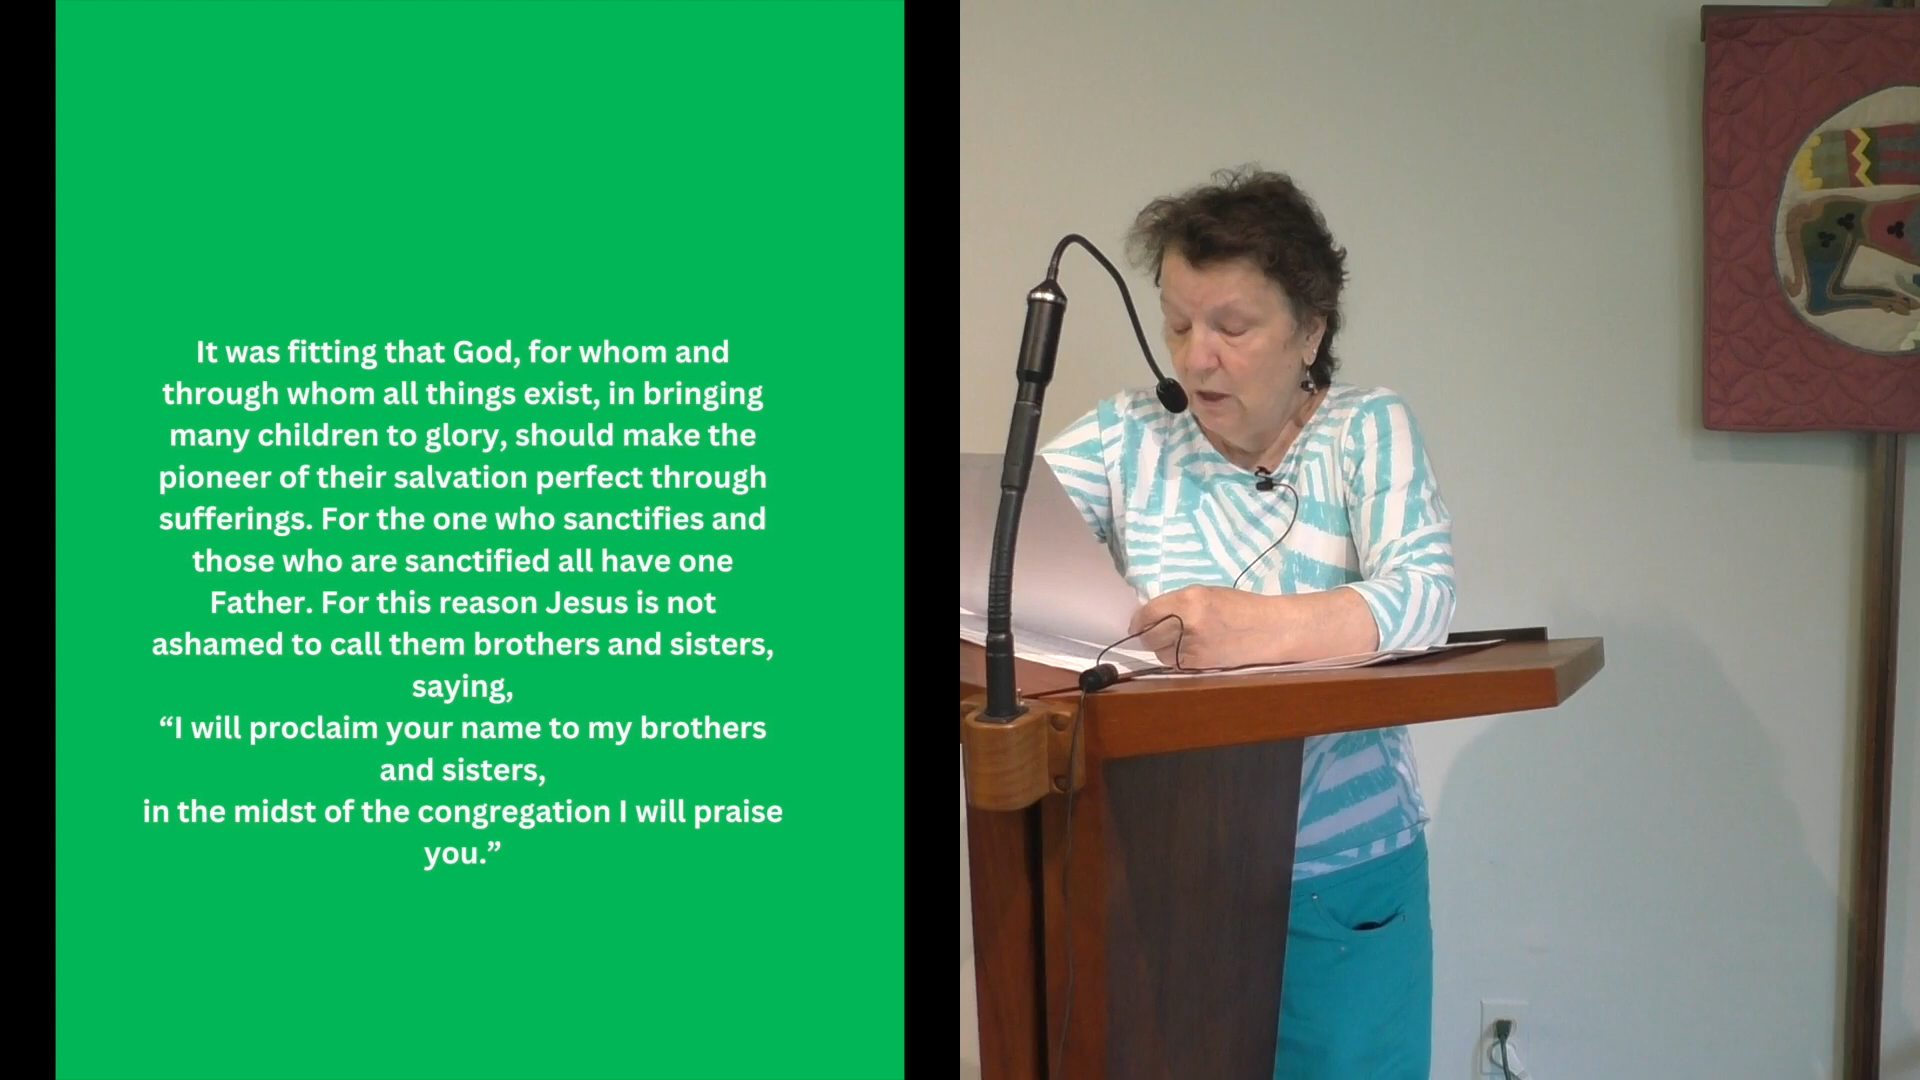 It was fitting that God, for whom and
through whom all things exist, in bringing
many children to glory, should make the
pioneer of their salvation perfect through
sufferings. For the one who sanctifies and
those who are sanctified all have one
Father. For this reason Jesus is not
ashamed to call them brothers and sisters,
saying,
“I will proclaim your name to my brothers
and sisters,
in the midst of the congregation I will praise
you.”